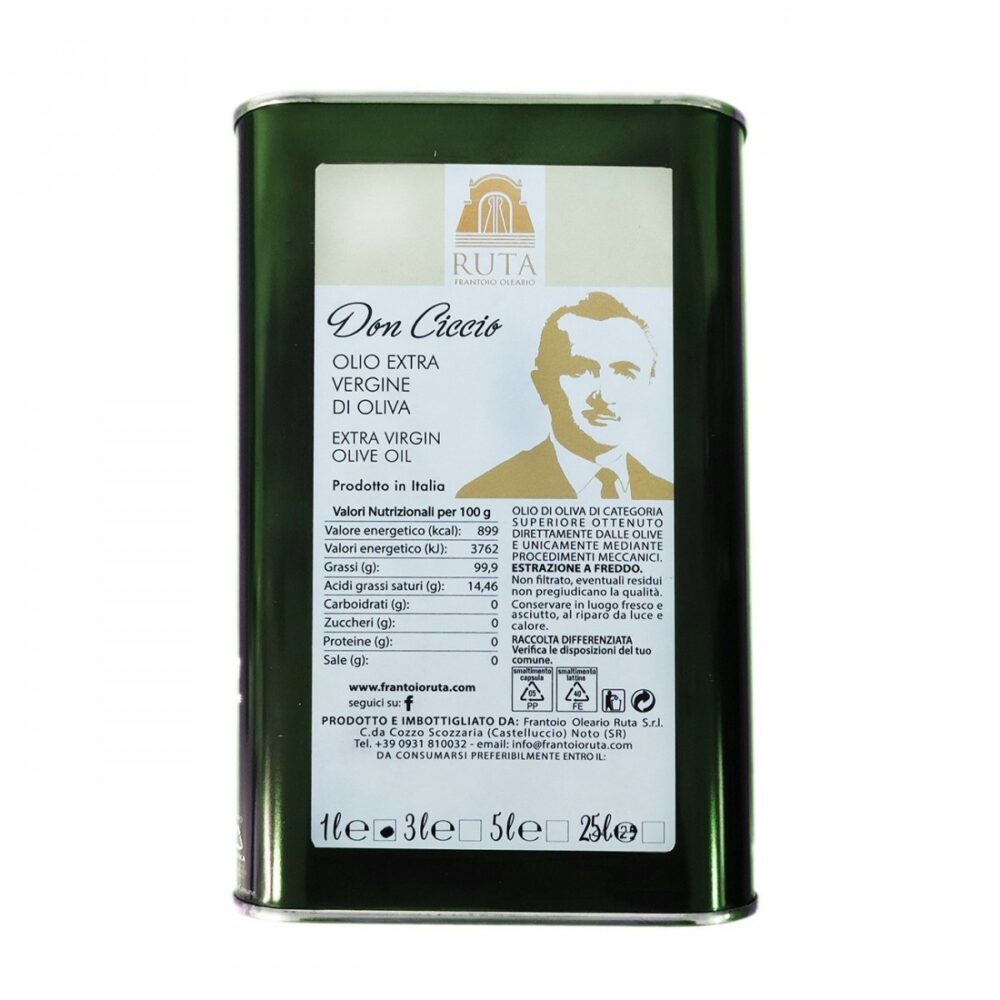 RUTA
FRANTOIO OLEARIO
Don Ciccio
OLIO EXTRA
VERGINE
DI OLIVA
EXTRA VIRGIN
OLIVE OIL
Prodotto in Italia
Valori Nutrizionali per 100 g
Valore energetico (kcal): 899
Valori energetico (kJ): 3762
Grassi (g): 99,9
Acidi grassi saturi (g): 14,46
Carboidrati (g): 0
Zuccheri (g): 0
Proteine (g): 0
Sale (g): 0
www.frantoioruta.com
seguici su: f
OLIO DI OLIVA DI CATEGORIA
SUPERIORE OTTENUTO
DIRETTAMENTE DALLE OLIVE
E UNICAMENTE MEDIANTE
PROCEDIMENTI MECCANICI.
ESTRAZIONE A FREDDO.
Non filtrato, eventuali residui
non pregiudicano la qualità.
Conservare in luogo fresco e
asciutto, al riparo da luce e
calore.
RACCOLTA DIFFERENZIATA
Verifica le disposizioni del tuo
comune.
smaltimento
capsula
05
PP
smaltimento
lattine
40
FE
PRODOTTO E IMBOTTIGLIATO DA: Frantoio Oleario Ruta S.r.l.
C.da Cozzo Scozzaria (Castelluccio) Noto (SR)
Tel. +39 0931 810032 - email: info@frantoioruta.com
DA CONSUMARSI PREFERIBILMENTE ENTRO IL:
1l℮ 3l℮ 5l℮ 25l℮